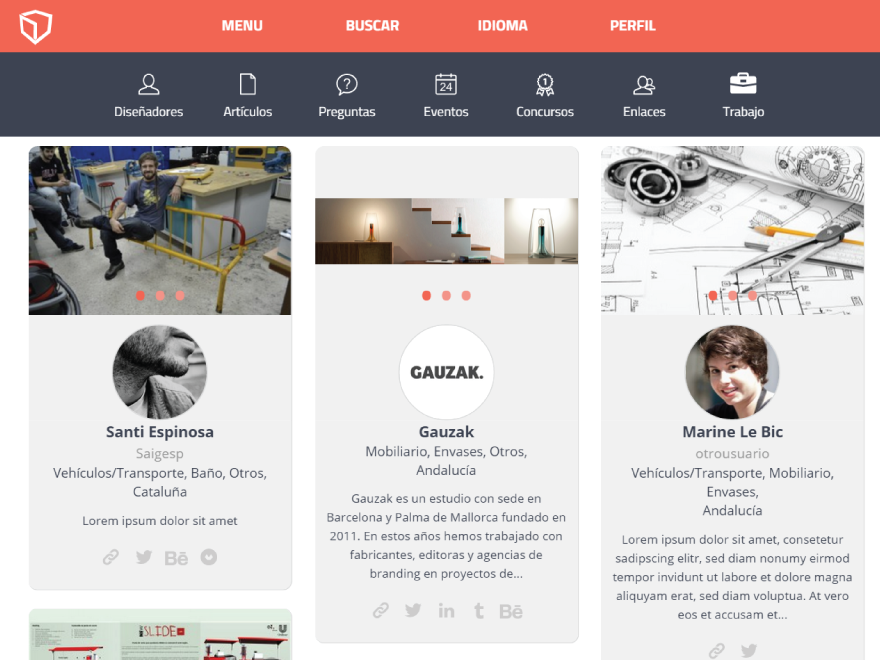 MENU BUSCAR IDIOMA PERFIL
24
Diseñadores Artículos Preguntas Eventos Concursos Enlaces Trabajo
Santi Espinosa
Saigesp
Vehículos/Transporte, Baño, Otros,
Cataluña
Lorem ipsum dolor sit amet
Bē
GAUZAK.
Gauzak
Mobiliario, Envases, Otros,
Andalucía
Gauzak es un estudio con sede en
Barcelona y Palma de Mallorca fundado en
2011. En estos años hemos trabajado con
fabricantes, editoras y agencias de
branding en proyectos de...
in t Bē
Marine Le Bic
otrousuario
Vehículos/Transporte, Mobiliario,
Envases,
Andalucía
Lorem ipsum dolor sit amet, consetetur
sadipscing elitr, sed diam nonumy eirmod
tempor invidunt ut labore et dolore magna
aliquyam erat, sed diam voluptua. At vero
eos et accusam et...
SLIDE